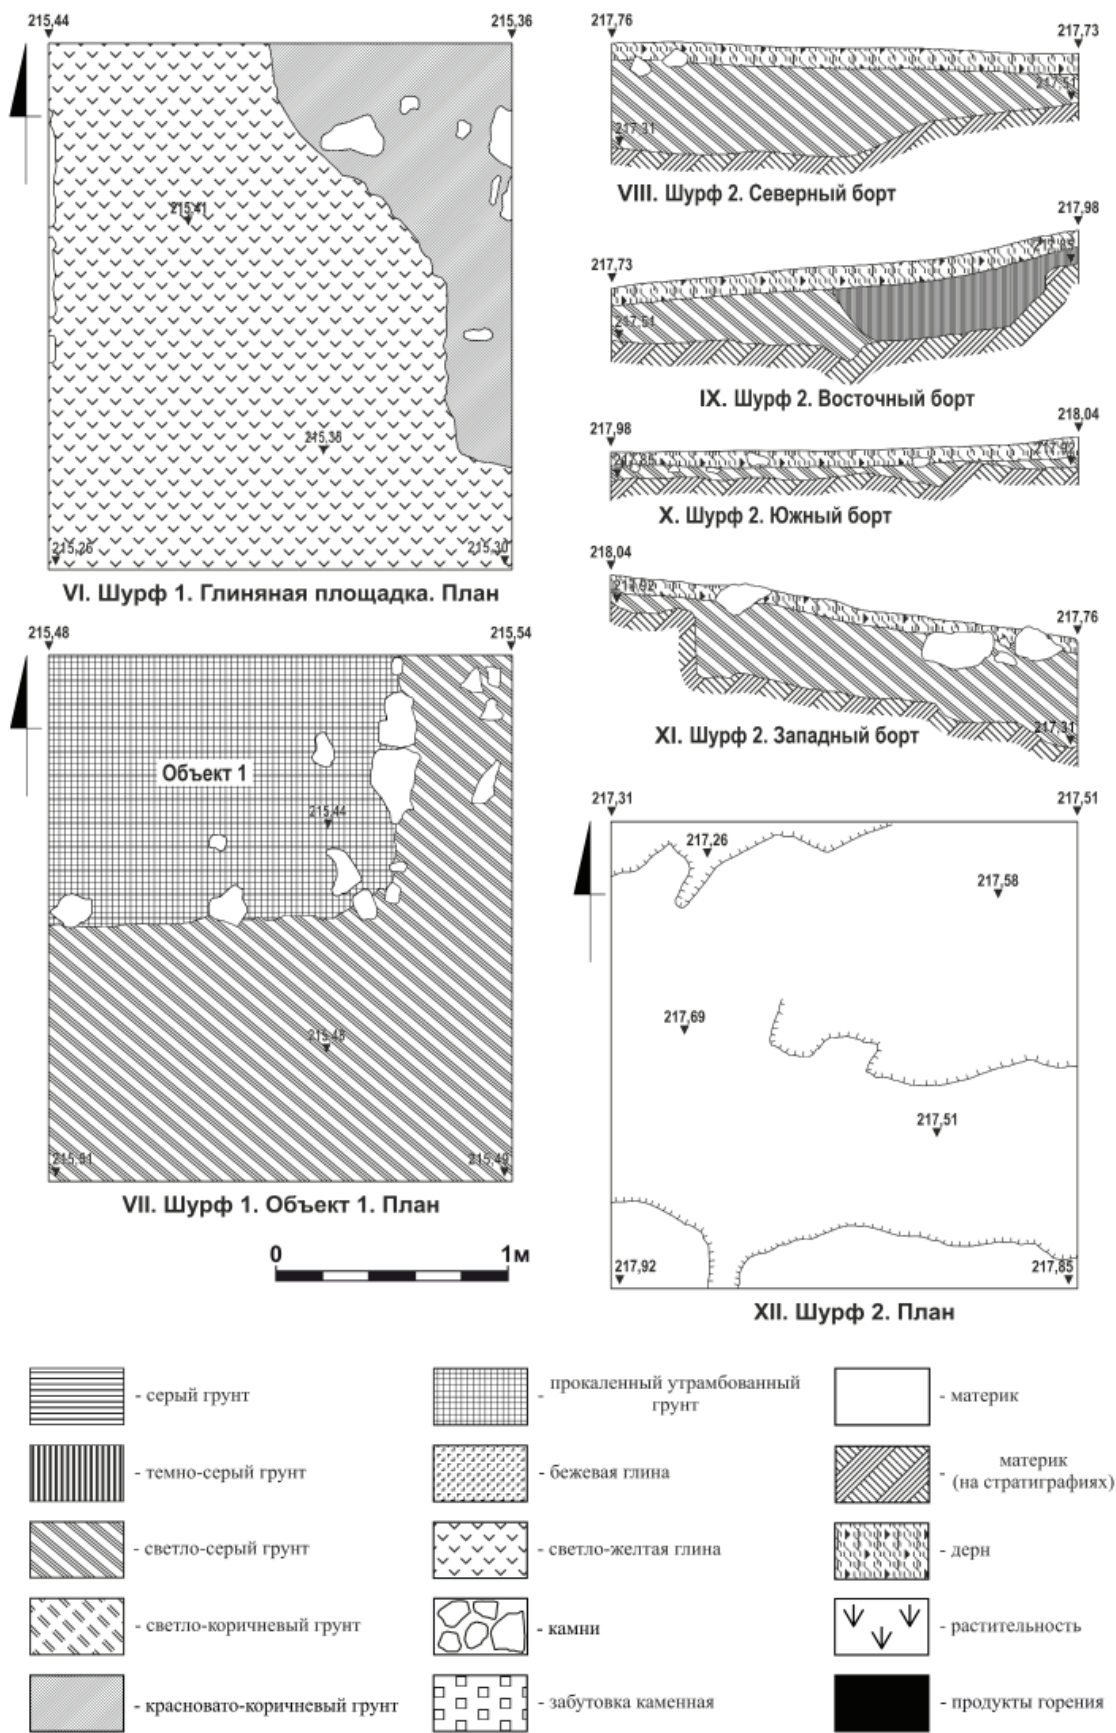 215,44
215,36
215,41
215,38
215,26
215,30
VI. Шурф 1. Глиняная площадка. План
215,48
215,54
Объект 1
215,44
215,48
215,51
215,49
VII. Шурф 1. Объект 1. План
0
1м
217,76
217,73
217,51
217,31
VIII. Шурф 2. Северный борт
217,98
217,73
217,85
217,51
IX. Шурф 2. Восточный борт
217,98
218,04
217,85
217,92
X. Шурф 2. Южный борт
218,04
217,92
217,76
217,31
XI. Шурф 2. Западный борт
217,31
217,51
217,26
217,58
217,69
217,51
217,92
217,85
XII. Шурф 2. План
- серый грунт
- темно-серый грунт
- светло-серый грунт
- светло-коричневый грунт
- красновато-коричневый грунт
- прокаленный утрамбованный
грунт
- бежевая глина
- светло-желтая глина
- камни
- забутовка каменная
- материк
- материк
(на стратиграфиях)
- дерн
- растительность
- продукты горения